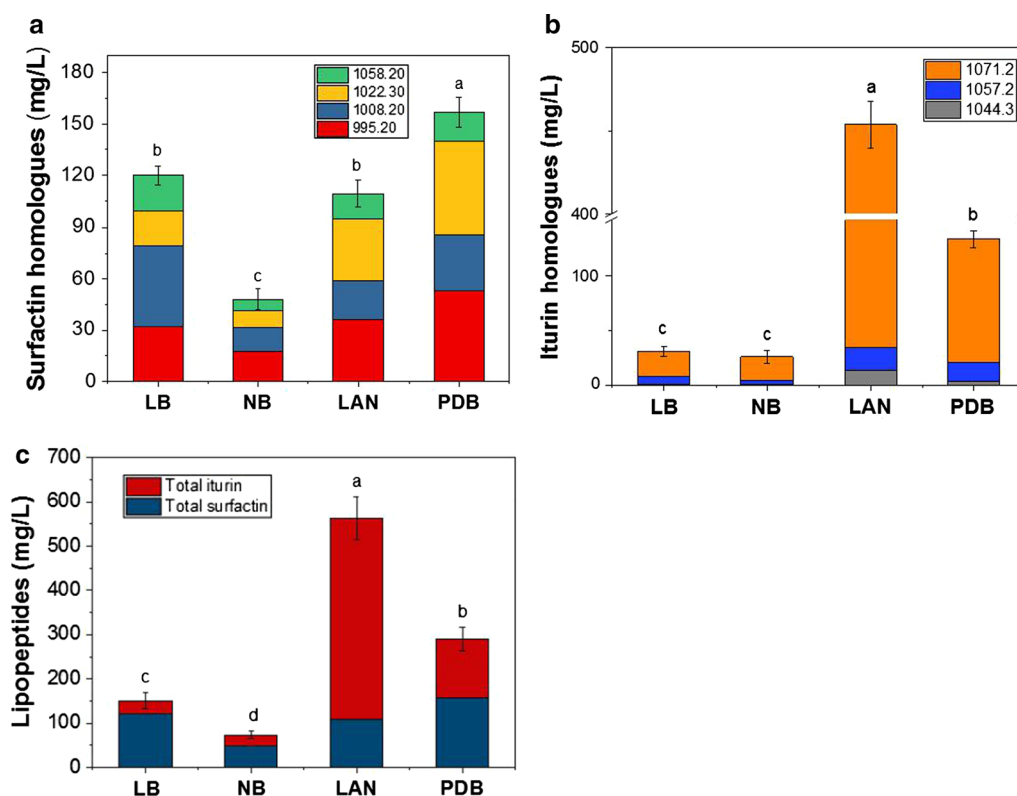 a
Surfactin homologues (mg/L)
180
150
120
90
60
30
0
1058.20
1022.30
1008.20
995.20
b
c
b
a
LB NB LAN PDB
b
Iturin homologues (mg/L)
500
400
100
0
1071.2
1057.2
1044.3
c
c
a
b
LB NB LAN PDB
c
Lipopeptides (mg/L)
700
600
500
400
300
200
100
0
Total iturin
Total surfactin
c
d
a
b
LB NB LAN PDB